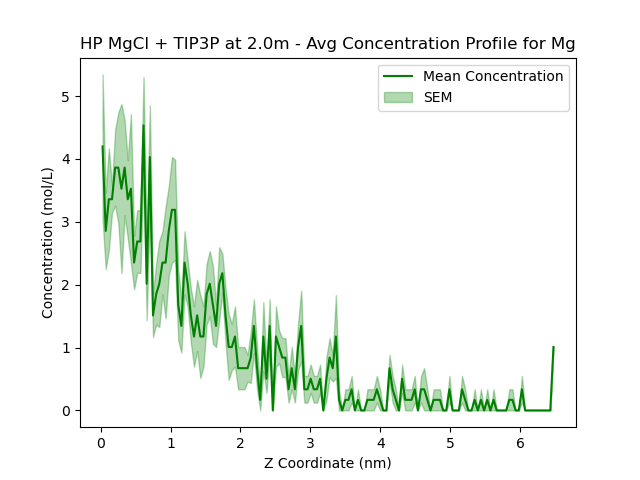 HP MgCl + TIP3P at 2.0m - Avg Concentration Profile for Mg
Mean Concentration
SEM
Concentration (mol/L)
5
4
3
2
1
0
0 1 2 3 4 5 6
Z Coordinate (nm)